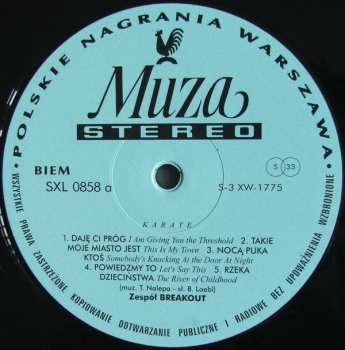 • POLSKIE NAGRANIA WARSZAWA •
Muza
STEREO
BIEM
SXL 0858 a
S 33
S-3 XW-1775
KARATE
1. DAJĘ CI PRÓG I Am Giving You the Threshold 2. TAKIE
MOJE MIASTO JEST This Is My Town 3. NOCĄ PUKA
KTOŚ Somebody's Knocking At the Door At Night
4. POWIEDZMY TO Let's Say This 5. RZEKA
DZIECIŃSTWA The River of Childhood
(muz. T. Nalepa - sł. B. Loebl)
Zespół BREAKOUT
WSZYSTKIE PRAWA ZASTRZEŻONE KOPIOWANIE ODTWARZANIE PUBLICZNE I RADIOWE BEZ UPOWAŻNIENIA WZBRONIONE